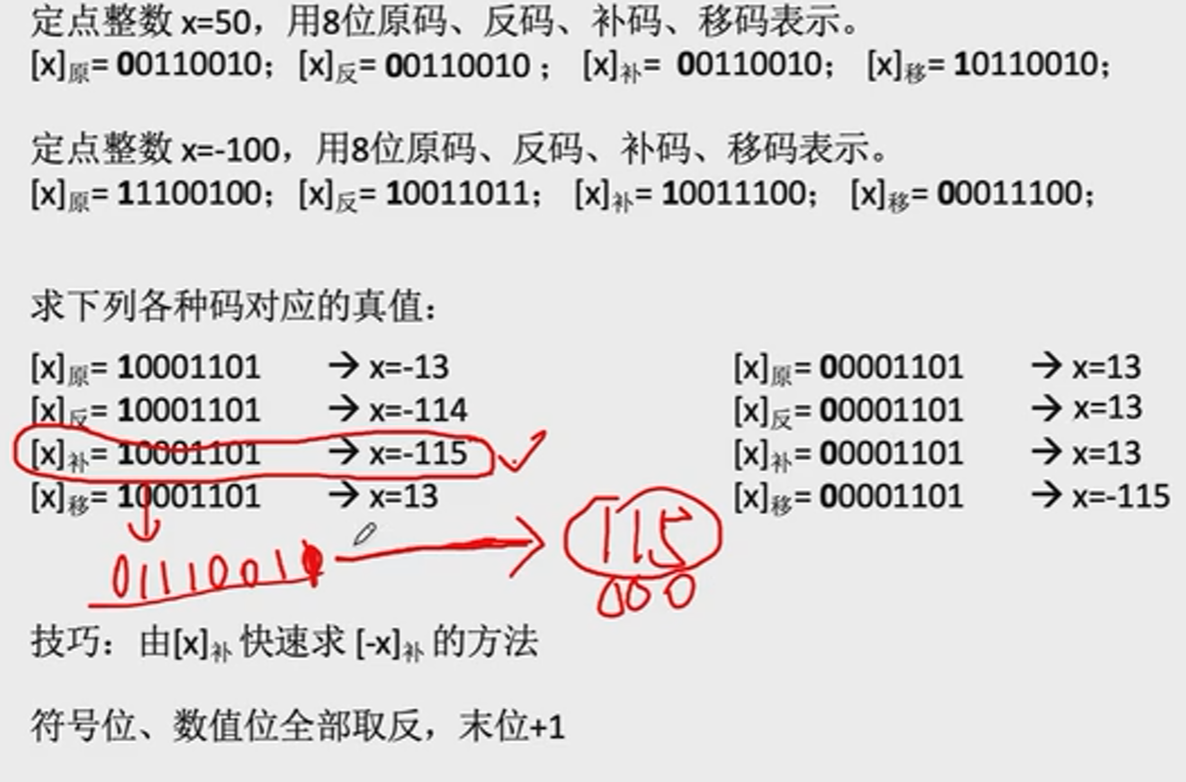 定点整数 x=50，用8位原码、反码、补码、移码表示。
[x]原= 00110010；[x]反= 00110010 ； [x]补= 00110010； [x]移= 10110010；
定点整数 x=-100，用8位原码、反码、补码、移码表示。
[x]原= 11100100；[x]反= 10011011； [x]补= 10011100； [x]移= 00011100；
求下列各种码对应的真值：
[x]原= 10001101 → x=-13 [x]原= 00001101 → x=13
[x]反= 10001101 → x=-114 [x]反= 00001101 → x=13
[x]补= 10001101 → x=-115 [x]补= 00001101 → x=13
[x]移= 10001101 → x=13 [x]移= 00001101 → x=-115
0111001 115
000
技巧：由[x]补 快速求 [-x]补 的方法
符号位、数值位全部取反，末位+1